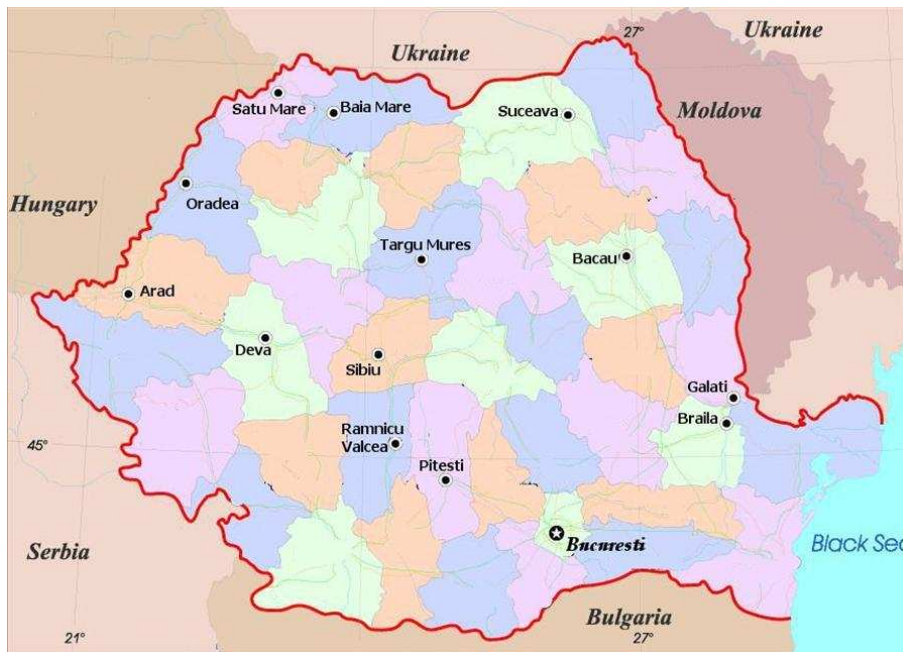 27°
Ukraine
Ukraine
Satu Mare
Baia Mare
Suceava
Moldova
Hungary
Oradea
Targu Mures
Bacau
Arad
Deva
Sibiu
Galati
Braila
Ramnicu
Valcea
45°
Pitesti
Bucuresti
Black Sea
Serbia
Bulgaria
21°
27°